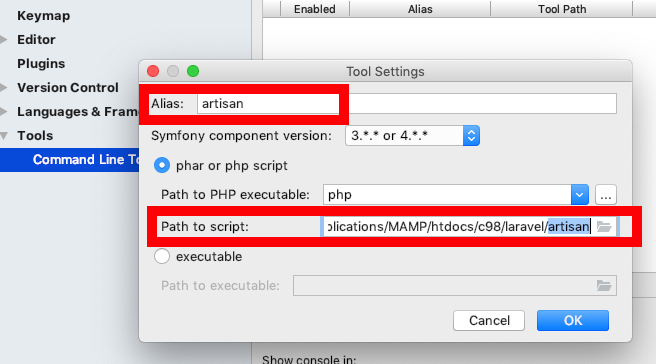 Keymap
Editor
Plugins
Version Control
Languages & Fram
Tools
Command Line To
Enabled Alias Tool Path
Tool Settings
Alias: artisan
Symfony component version: 3.*.* or 4.*.*
phar or php script
Path to PHP executable: php ...
Path to script: plications/MAMP/htdocs/c98/laravel/artisan
executable
Path to executable:
Cancel OK
Show console in: